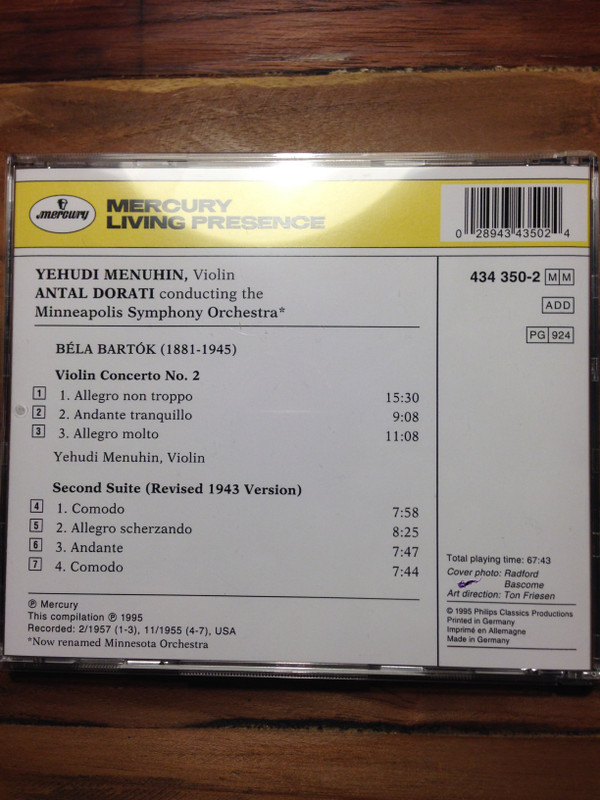 mercury
MERCURY
LIVING PRESENCE
0 28943 43502 4
YEHUDI MENUHIN, Violin
ANTAL DORATI conducting the
Minneapolis Symphony Orchestra*
434 350-2 MM
ADD
PG 924
BÉLA BARTÓK (1881-1945)
Violin Concerto No. 2
1 1. Allegro non troppo 15:30
2 2. Andante tranquillo 9:08
3 3. Allegro molto 11:08
Yehudi Menuhin, Violin
Second Suite (Revised 1943 Version)
4 1. Comodo 7:58
5 2. Allegro scherzando 8:25
6 3. Andante 7:47
7 4. Comodo 7:44
℗ Mercury
This compilation ℗ 1995
Recorded: 2/1957 (1-3), 11/1955 (4-7), USA
*Now renamed Minnesota Orchestra
Total playing time: 67:43
Cover photo: Radford
Bascome
Art direction: Ton Friesen
© 1995 Philips Classics Productions
Printed in Germany
Imprimé en Allemagne
Made in Germany